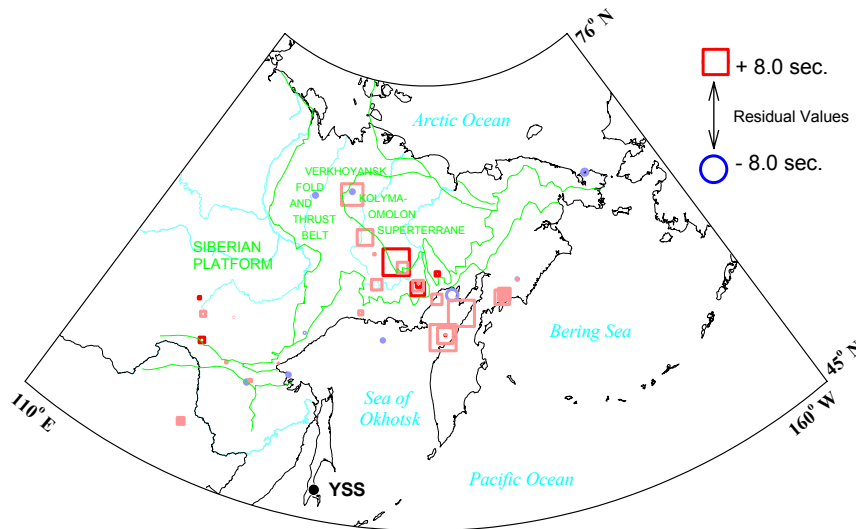 76° N
+ 8.0 sec.
Residual Values
- 8.0 sec.
Arctic Ocean
VERKHOYANSK
FOLD
AND
THRUST
BELT
KOLYMA-
OMOLON
SUPERTERRANE
SIBERIAN
PLATFORM
Bering Sea
45° N
110° E
160° W
Sea of
Okhotsk
Pacific Ocean
YSS